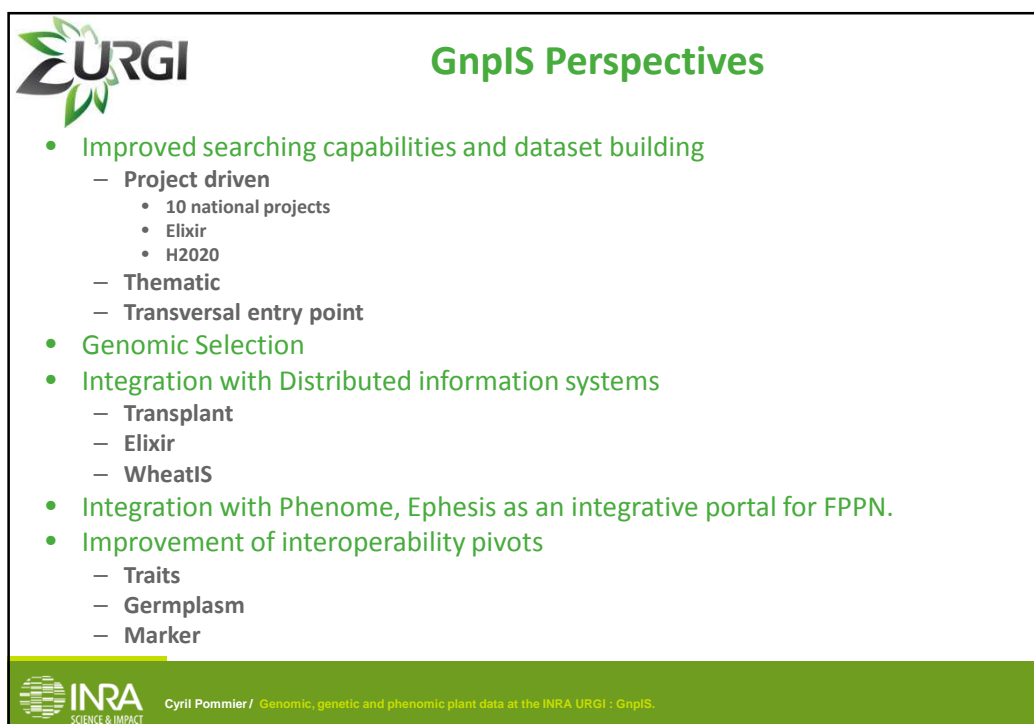 URGI
GnpIS Perspectives
• Improved searching capabilities and dataset building
– Project driven
• 10 national projects
• Elixir
• H2020
– Thematic
– Transversal entry point
• Genomic Selection
• Integration with Distributed information systems
– Transplant
– Elixir
– WheatIS
• Integration with Phenome, Ephesis as an integrative portal for FPPN.
• Improvement of interoperability pivots
– Traits
– Germplasm
– Marker
INRA
SCIENCE & IMPACT
Cyril Pommier / Genomic, genetic and phenomic plant data at the INRA URGI : GnpIS.